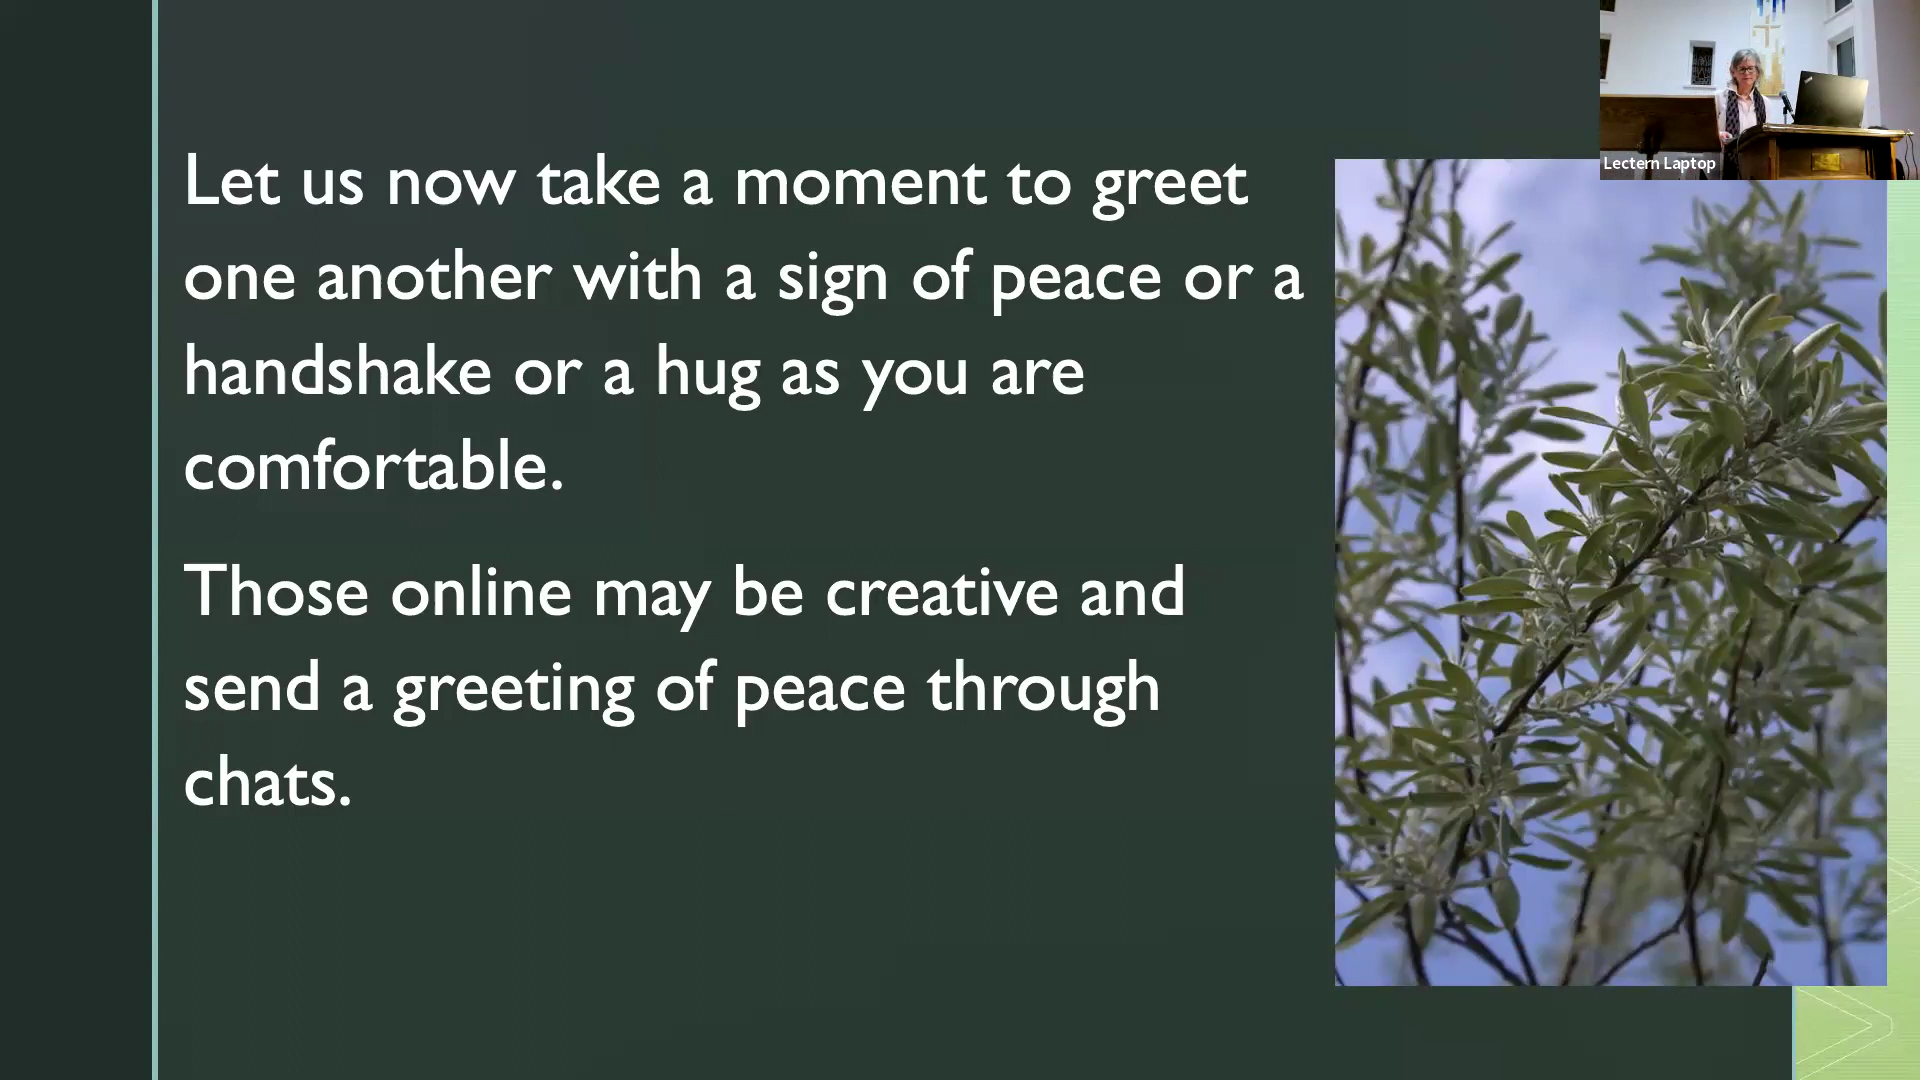 Let us now take a moment to greet
one another with a sign of peace or a
handshake or a hug as you are
comfortable.
Those online may be creative and
send a greeting of peace through
chats.
Lectern Laptop